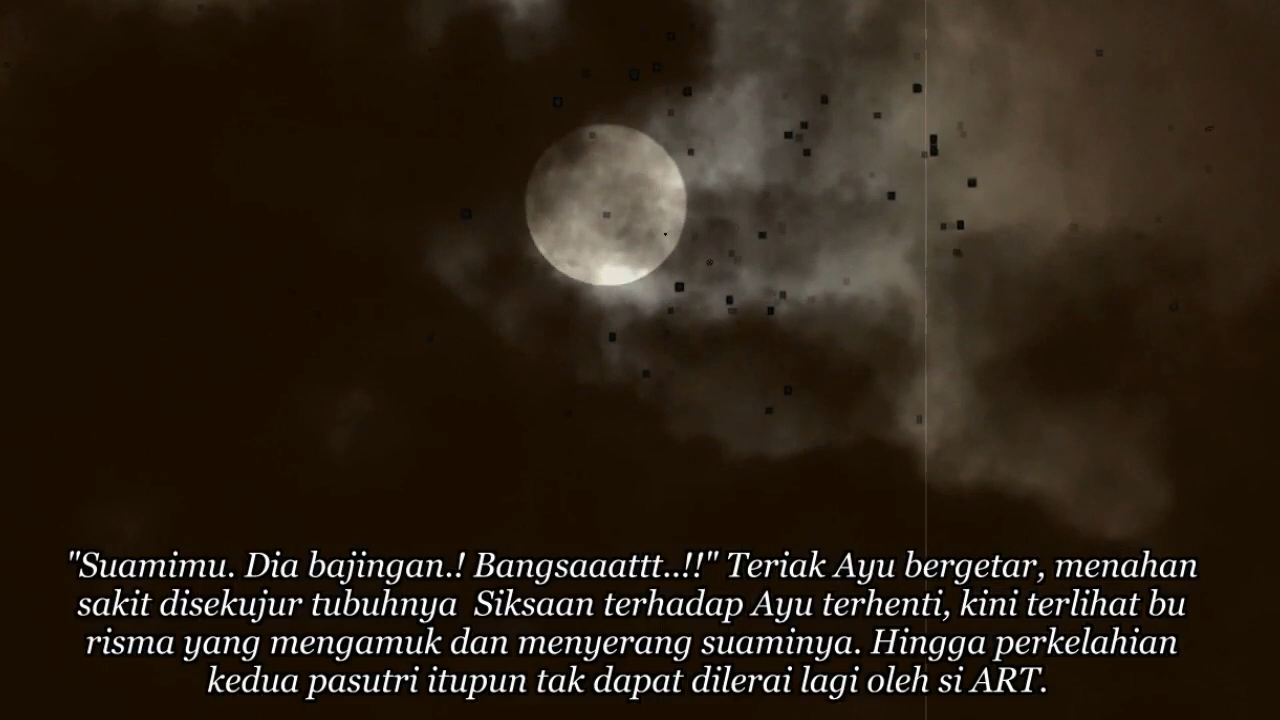 "Suamimu. Dia bajingan.! Bangsaaattt..!!" Teriak Ayu bergetar, menahan
sakit disekujur tubuhnya  Siksaan terhadap Ayu terhenti, kini terlihat bu
risma yang mengamuk dan menyerang suaminya. Hingga perkelahian
kedua pasutri itupun tak dapat dilerai lagi oleh si ART.